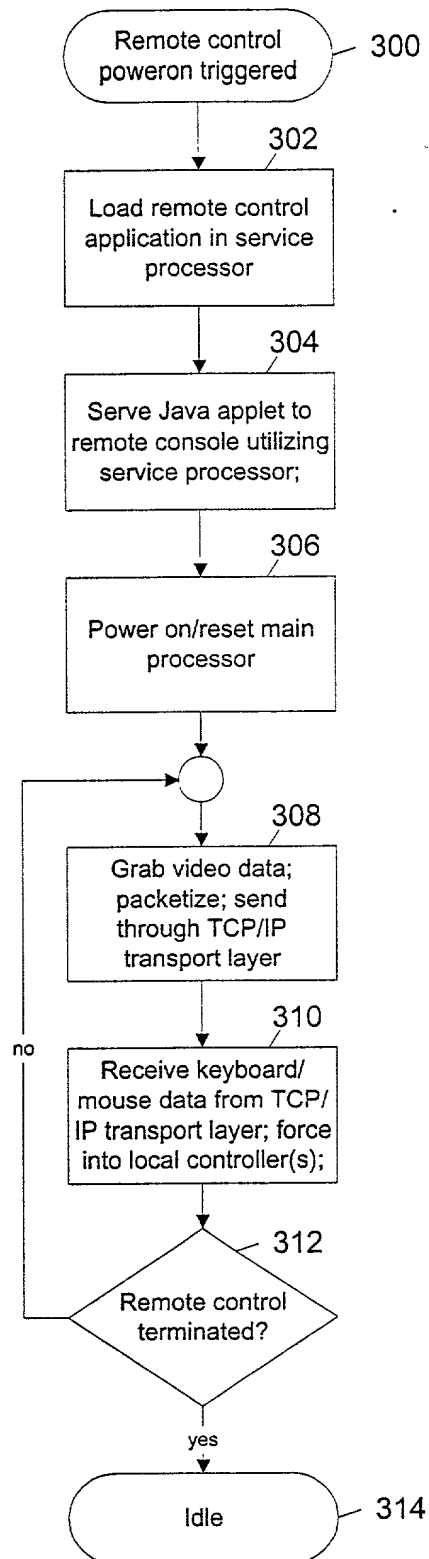 Remote control
poweron triggered
300
302
Load remote control
application in service
processor
304
Serve Java applet to
remote console utilizing
service processor;
306
Power on/reset main
processor
308
Grab video data;
packetize; send
through TCP/IP
transport layer
310
Receive keyboard/
mouse data from TCP/
IP transport layer; force
into local controller(s);
no
312
Remote control
terminated?
yes
Idle
314